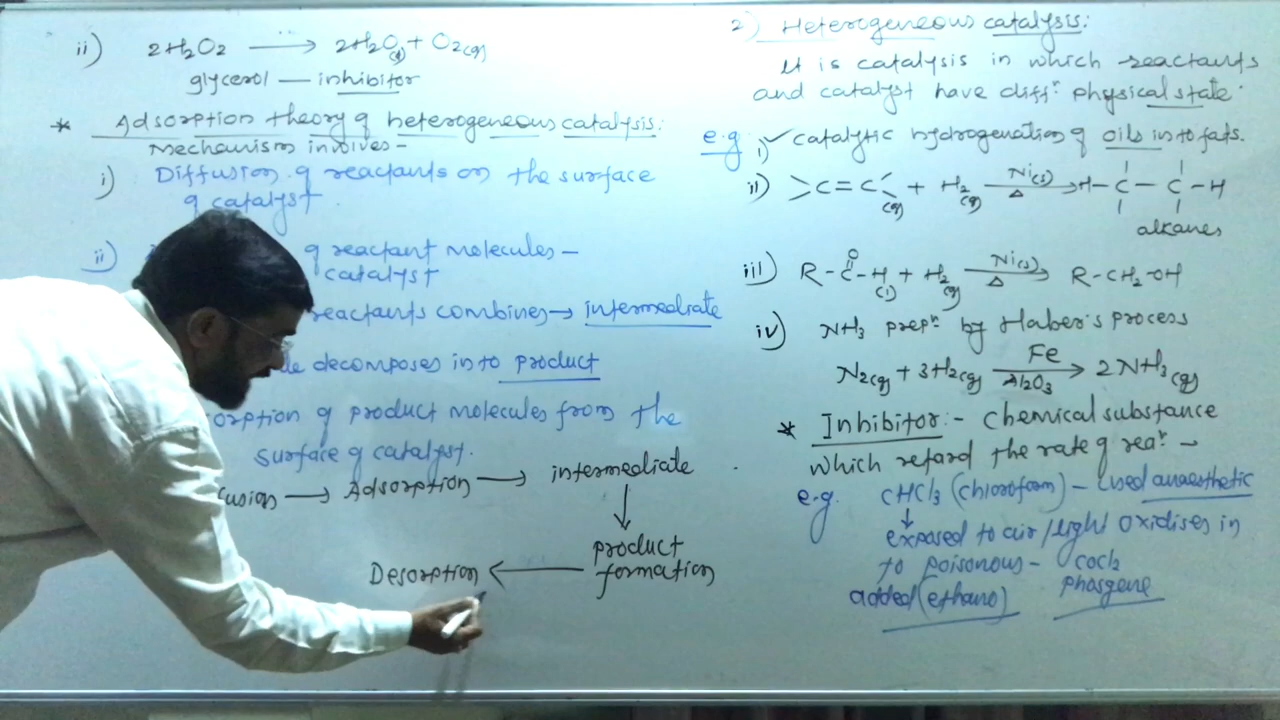 ii) 2H2O2 → 2H2O(l) + O2(g)
glycerol — inhibitor
* Adsorption theory of heterogeneous catalysis:
Mechanism involves –
i) Diffusion of reactants on the surface
of catalyst.
ii) of reactant molecules –
catalyst
reactants combines → intermediate
decomposes in to product
orption of product molecules from the
surface of catalyst.
usion → Adsorption → intermediate
↓
product
formation
Desorption ←
2) Heterogeneous catalysis:
It is catalysis in which reactants
and catalyst have diffn physical state.
e.g i) ✓ catalytic hydrogenation of oils into fats.
ii) >C=C< (g) + H2 (g) Ni(s) Δ → H–C–C–H
alkanes
iii) R-C-H (l) + H2 (g) Ni(s) Δ → R-CH2-OH
O
iv) NH3 prepn by Haber's process
N2(g) + 3H2(g) Fe Al2O3 → 2NH3(g)
* Inhibitor:- Chemical substance
which retard the rate of rean –
e.g. CHCl3 (chloroform) – used anaesthetic
↓
exposed to air/light oxidises in
to poisonous – COCl2
added (ethanol) phosgene